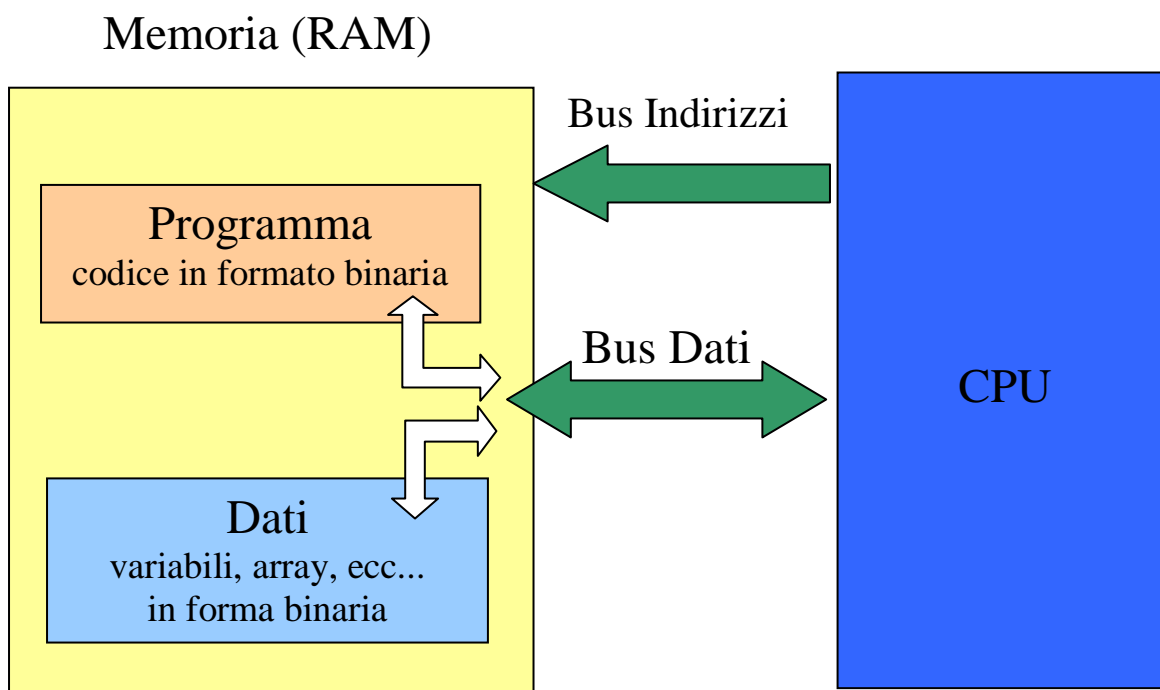 Memoria (RAM)
Bus Indirizzi
Programma
codice in formato binaria
Bus Dati
CPU
Dati
variabili, array, ecc...
in forma binaria